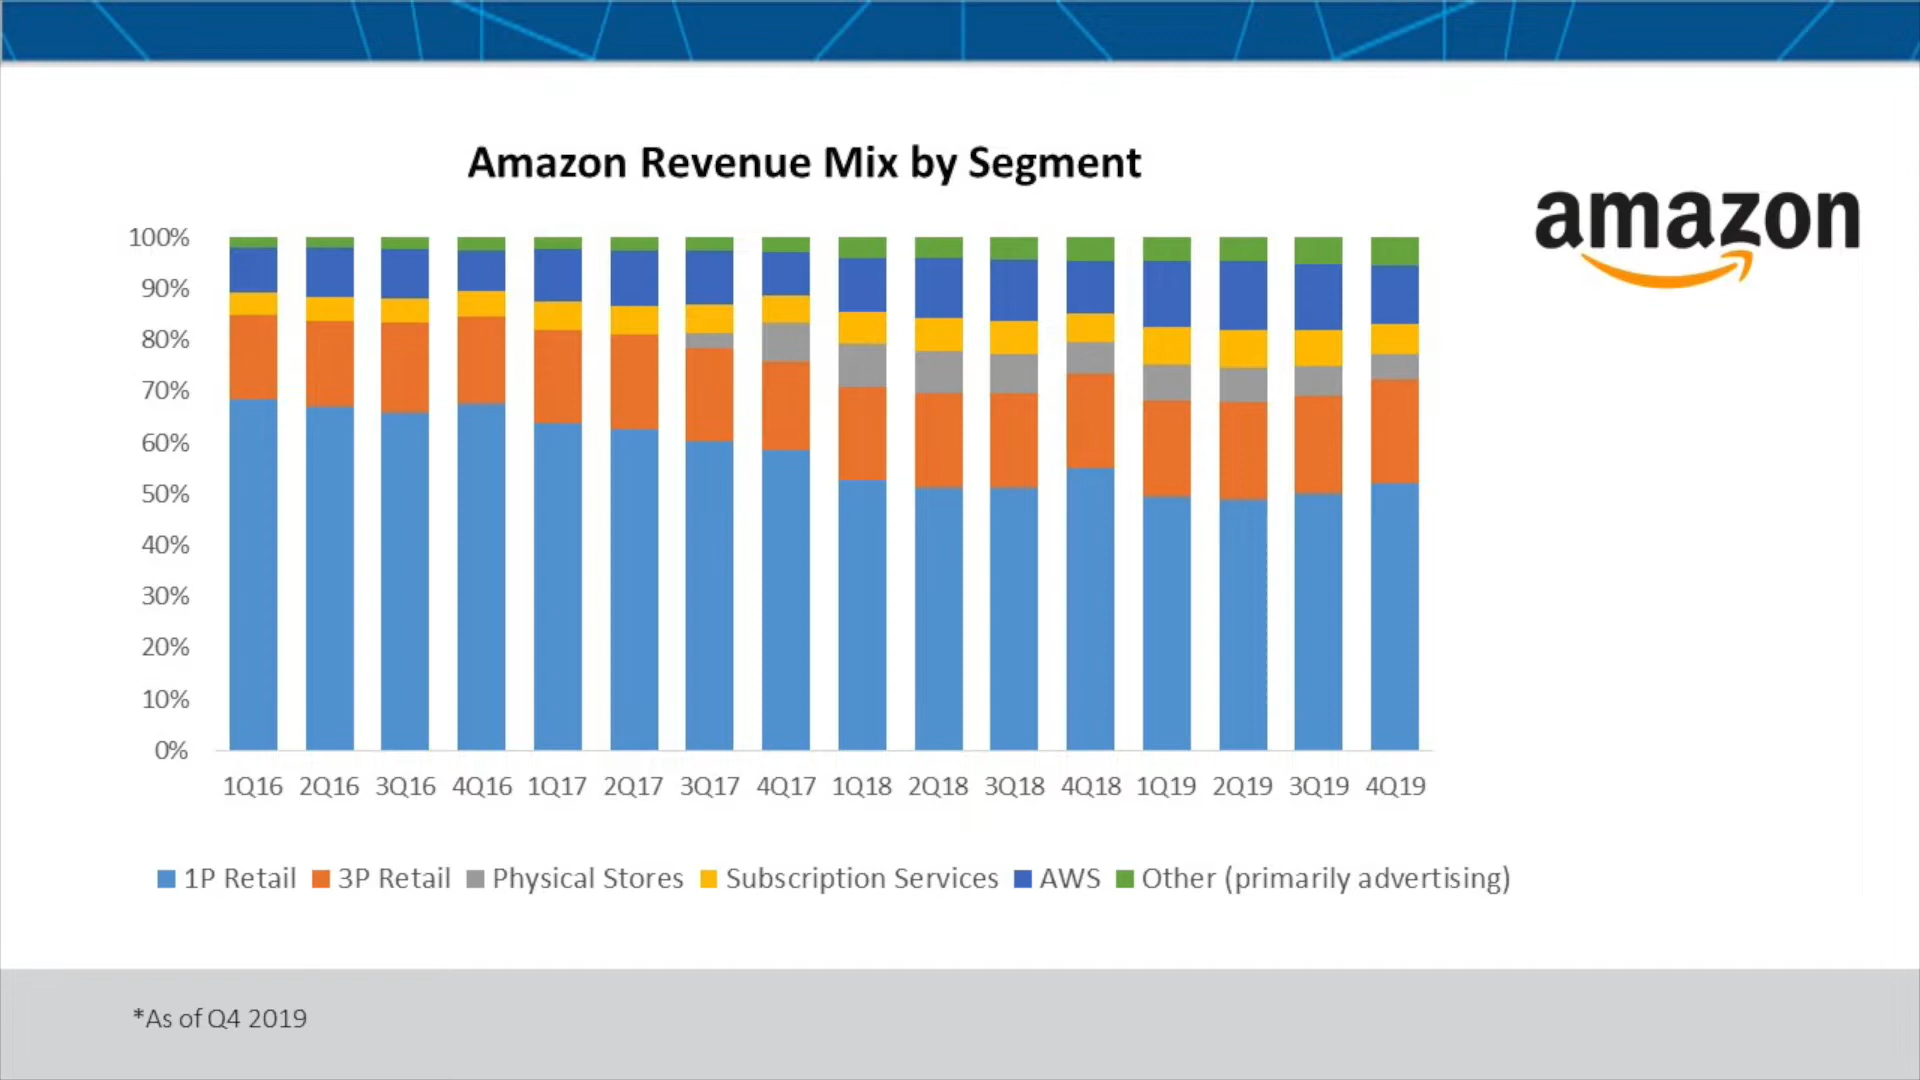 Amazon Revenue Mix by Segment
amazon
100%
90%
80%
70%
60%
50%
40%
30%
20%
10%
0%
1Q16 2Q16 3Q16 4Q16 1Q17 2Q17 3Q17 4Q17 1Q18 2Q18 3Q18 4Q18 1Q19 2Q19 3Q19 4Q19
1P Retail 3P Retail Physical Stores Subscription Services AWS Other (primarily advertising)
*As of Q4 2019